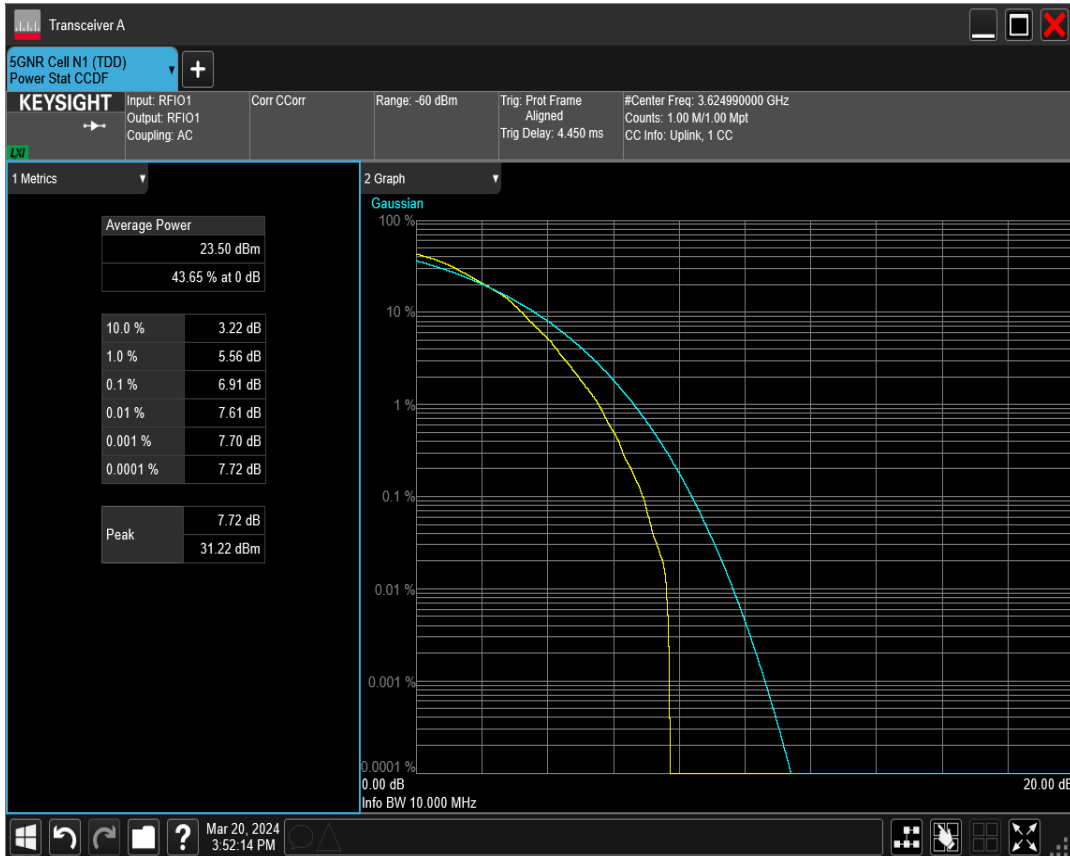 Transceiver A
5GNR Cell N1 (TDD)
Power Stat CCDF
+
KEYSIGHT
LXI
Input: RFIO1
Output: RFIO1
Coupling: AC
Corr CCorr
Range: -60 dBm
Trig: Prot Frame
Aligned
Trig Delay: 4.450 ms
#Center Freq: 3.624990000 GHz
Counts: 1.00 M/1.00 Mpt
CC Info: Uplink, 1 CC
1 Metrics
Average Power
23.50 dBm
43.65 % at 0 dB
10.0 % 3.22 dB
1.0 % 5.56 dB
0.1 % 6.91 dB
0.01 % 7.61 dB
0.001 % 7.70 dB
0.0001 % 7.72 dB
Peak
7.72 dB
31.22 dBm
2 Graph
Gaussian
100 %
10 %
1 %
0.1 %
0.01 %
0.001 %
0.0001 %
0.00 dB
20.00 dB
Info BW 10.000 MHz
?
Mar 20, 2024
3:52:14 PM